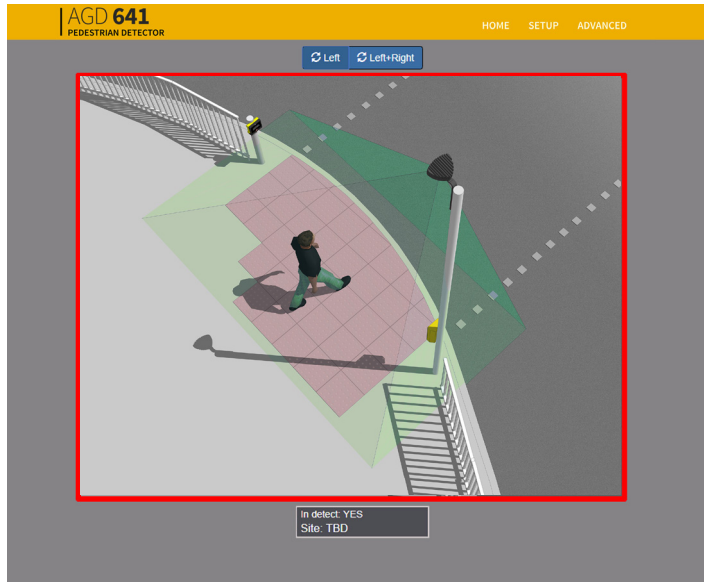 AGD 641
PEDESTRIAN DETECTOR
HOME SETUP ADVANCED
Left Left+Right
In detect: YES
Site: TBD